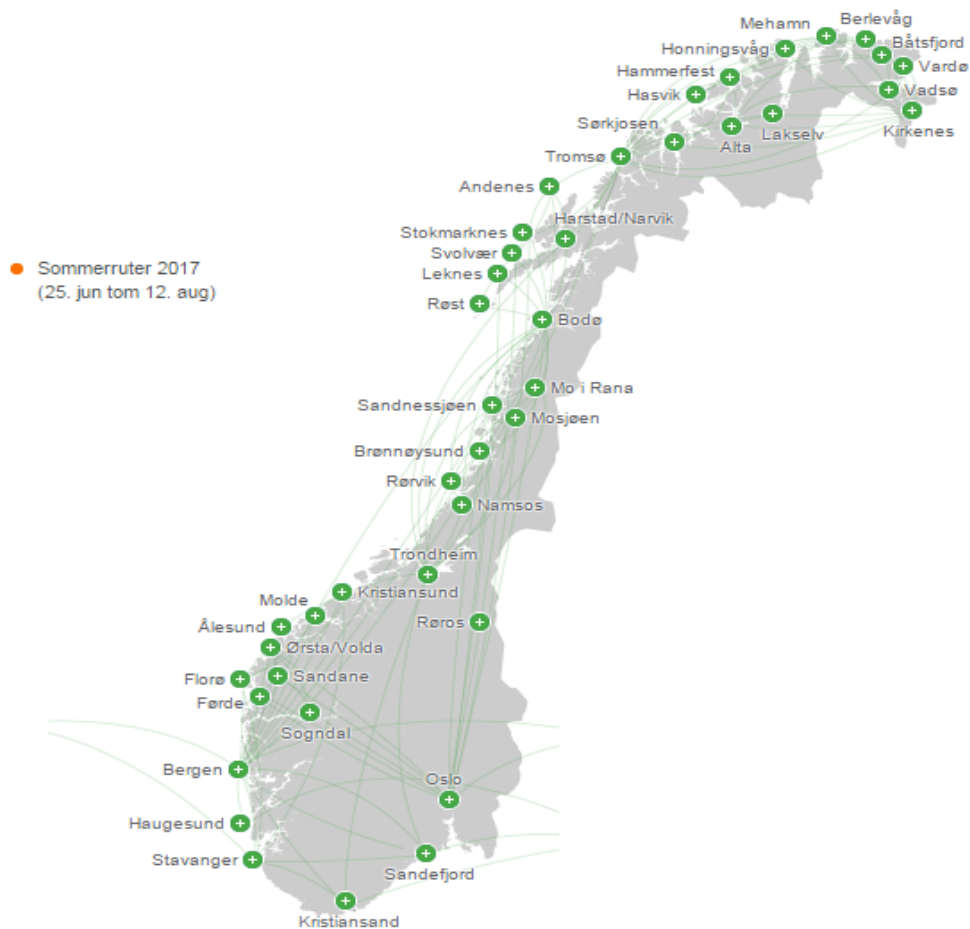 Mehamn
Berlevåg
Honningsvåg
Båtsfjord
Hammerfest
Vardø
Hasvik
Vadsø
Sørkjosen
Alta
Lakselv
Kirkenes
Tromsø
Andenes
Harstad/Narvik
Stokmarknes
Svolvær
Leknes
Sommerruter 2017
(25. jun tom 12. aug)
Røst
Bodø
Mo i Rana
Sandnessjøen
Mosjøen
Brønnøysund
Rørvik
Namsos
Trondheim
Kristiansund
Molde
Røros
Ålesund
Ørsta/Volda
Florø
Sandane
Førde
Sogndal
Bergen
Oslo
Haugesund
Stavanger
Sandefjord
Kristiansand